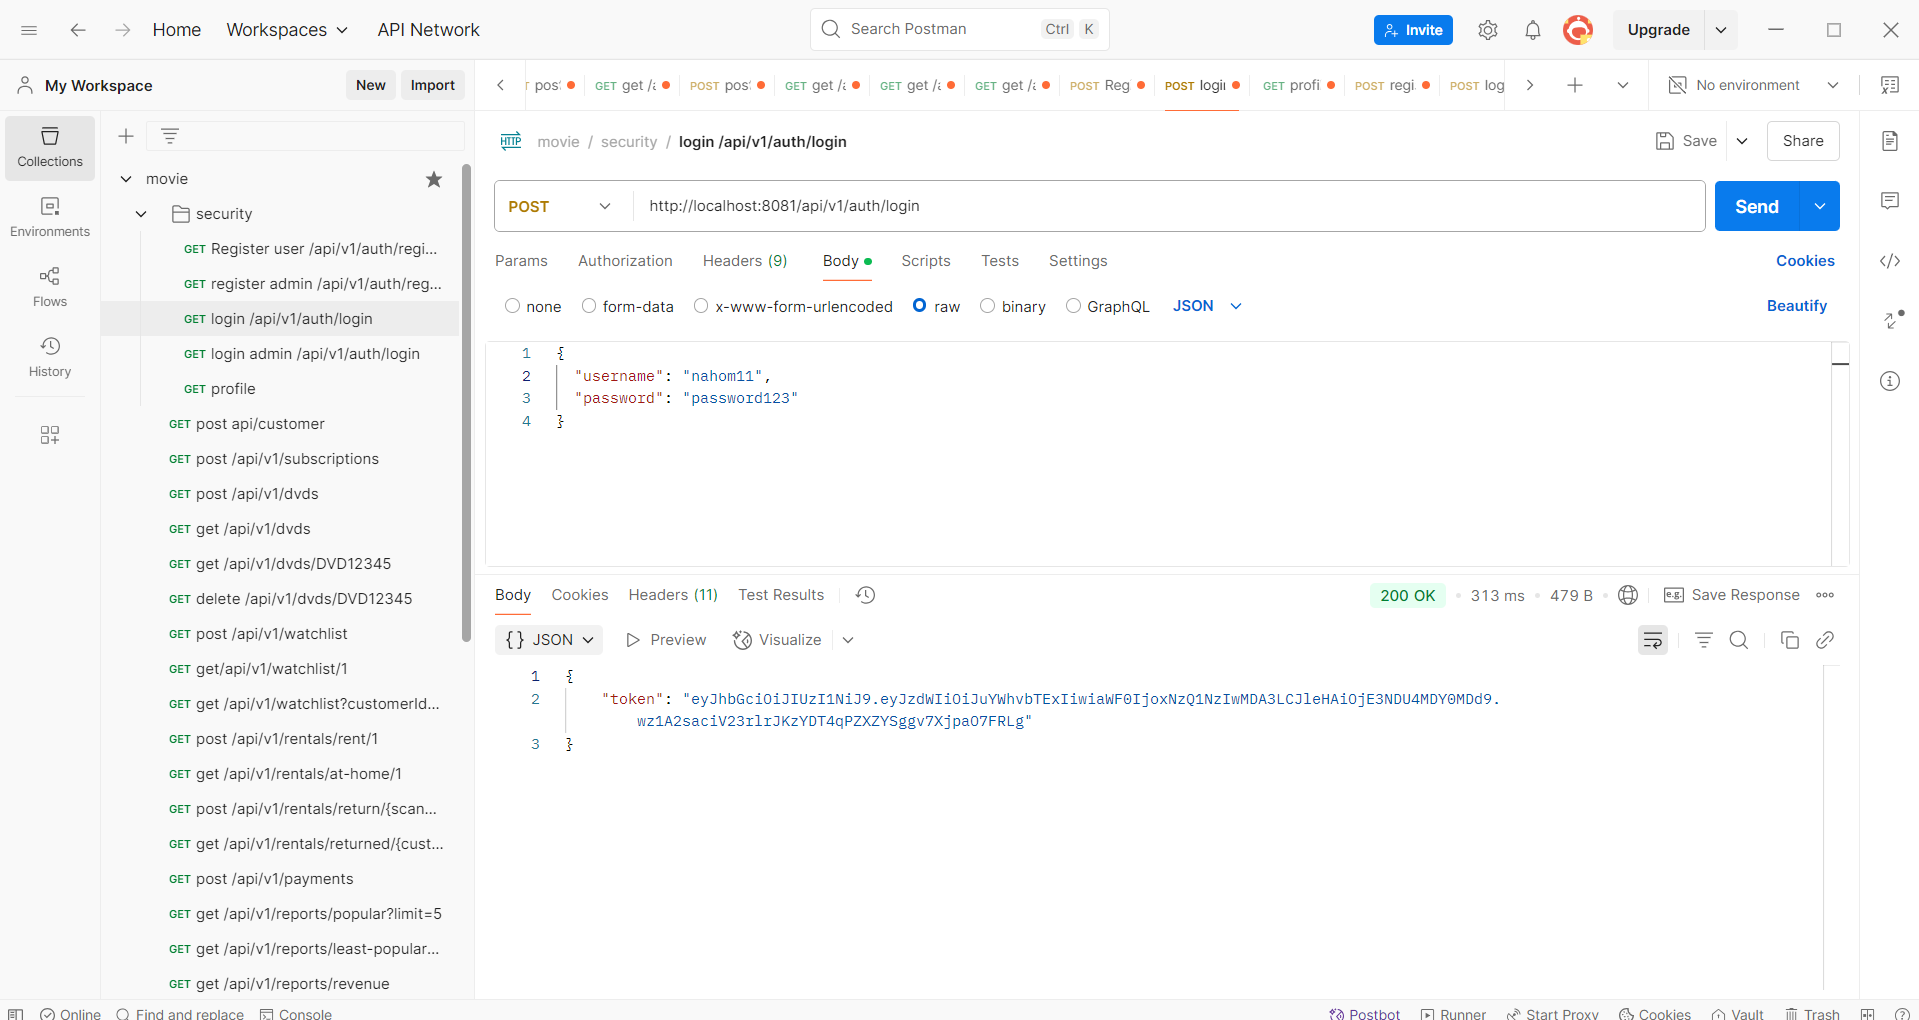 Home Workspaces API Network Search Postman Ctrl K Invite Upgrade
My Workspace New Import
POST Reg GET profi POST regi POST log No environment
GET get POST pos GET get GET get GET get POST logi
Collections
Environments
Flows
History
movie
security
GET Register user /api/v1/auth/regi...
GET register admin /api/v1/auth/reg...
GET login /api/v1/auth/login
GET login admin /api/v1/auth/login
GET profile
GET post api/customer
GET post /api/v1/subscriptions
GET post /api/v1/dvds
GET get /api/v1/dvds
GET get /api/v1/dvds/DVD12345
GET delete /api/v1/dvds/DVD12345
GET post /api/v1/watchlist
GET get/api/v1/watchlist/1
GET get /api/v1/watchlist?customerId...
GET post /api/v1/rentals/rent/1
GET get /api/v1/rentals/at-home/1
GET post /api/v1/rentals/return/{scan...
GET get /api/v1/rentals/returned/{cust...
GET post /api/v1/payments
GET get /api/v1/reports/popular?limit=5
GET get /api/v1/reports/least-popular...
GET get /api/v1/reports/revenue
HTTP movie / security / login /api/v1/auth/login Save Share
POST http://localhost:8081/api/v1/auth/login Send
Params Authorization Headers (9) Body Scripts Tests Settings Cookies
none form-data x-www-form-urlencoded raw binary GraphQL JSON Beautify
1 {
2 "username": "nahom11",
3 "password": "password123"
4 }
Body Cookies Headers (11) Test Results 200 OK 313 ms 479 B e.g. Save Response
{} JSON Preview Visualize
1 {
2 "token": "eyJhbGciOiJIUzI1NiJ9.eyJzdWIiOiJuYWhvbTExIiwiaWF0IjoxNzQ1NzIwMDA3LCJleHAiOjE3NDU4MDY0MDd9.
wz1A2saciV23rlrJKzYDT4qPZXZYSggv7XjpaO7FRLg"
3 }
Online Find and replace Console Postbot Runner Start Proxy Cookies Vault Trash